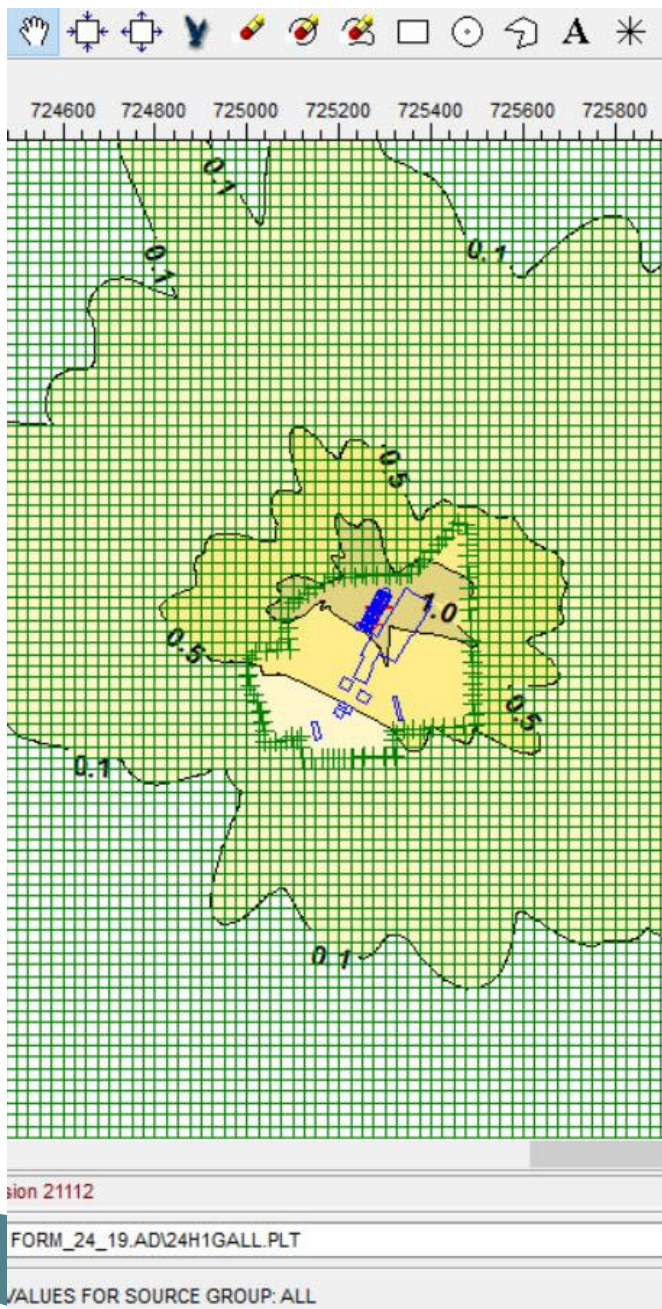 A
724600 724800 725000 725200 725400 725600 725800
0.1
0.1
0.1
0.5
1.0
0.5
0.5
0.1
0.1
sion 21112
FORM_24_19.AD\24H1GALL.PLT
VALUES FOR SOURCE GROUP: ALL